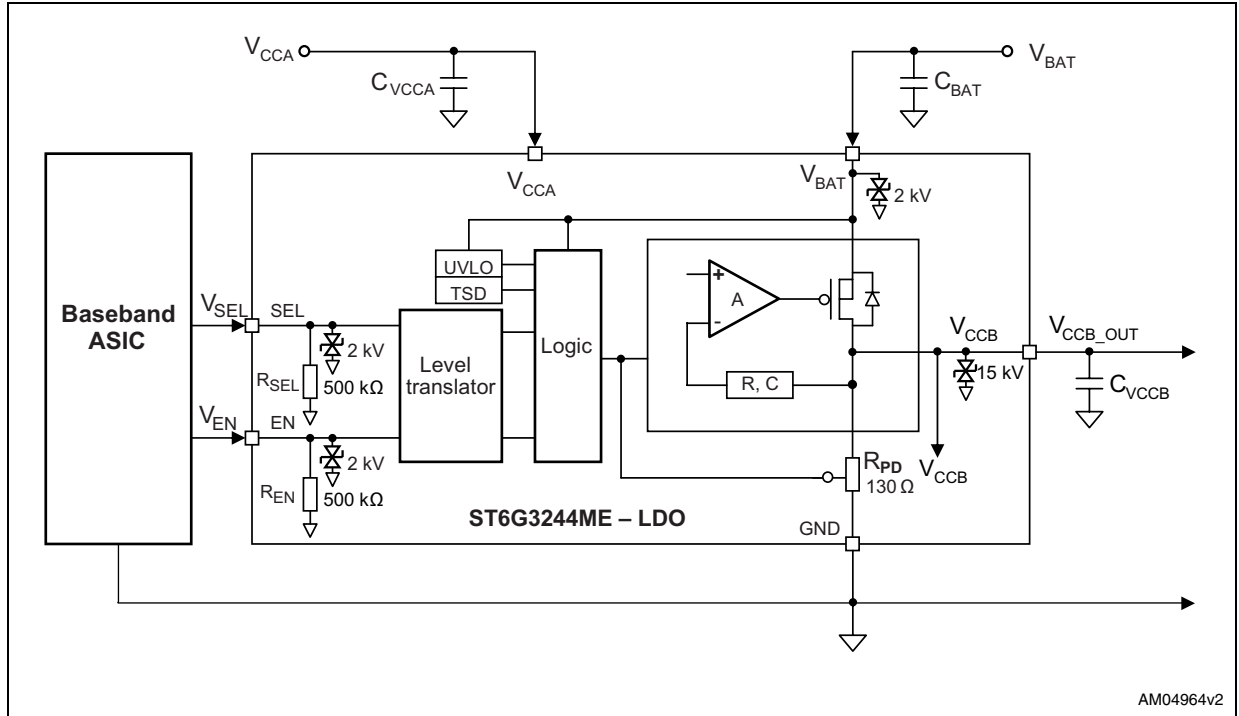 VCCA
CVCCA
VBAT
CBAT
VCCA
VBAT
2 kV
UVLO
TSD
Baseband
ASIC
VSEL
SEL
2 kV
RSEL
500 kΩ
Level
translator
Logic
+
A
-
R, C
VCCB
VCCB_OUT
15 kV
CVCCB
VEN
EN
2 kV
REN
500 kΩ
VCCB
RPD
130 Ω
ST6G3244ME – LDO
GND
AM04964v2